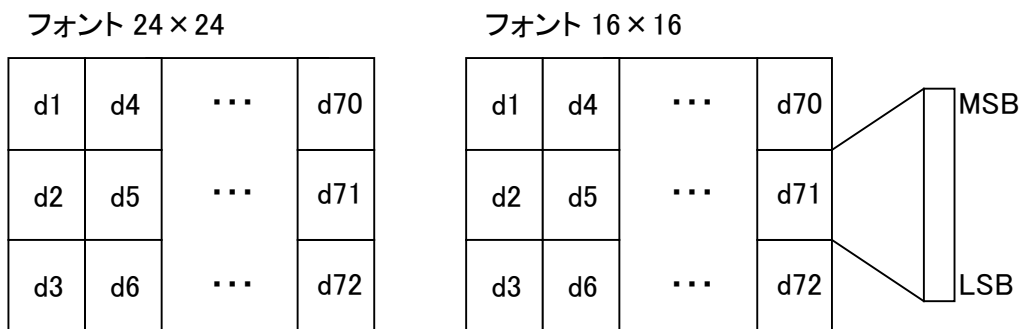 フォント 24×24 フォント 16×16
d1 d4 ・・・ d70 d1 d4 ・・・ d70 MSB
d2 d5 ・・・ d71 d2 d5 ・・・ d71
d3 d6 ・・・ d72 d3 d6 ・・・ d72 LSB